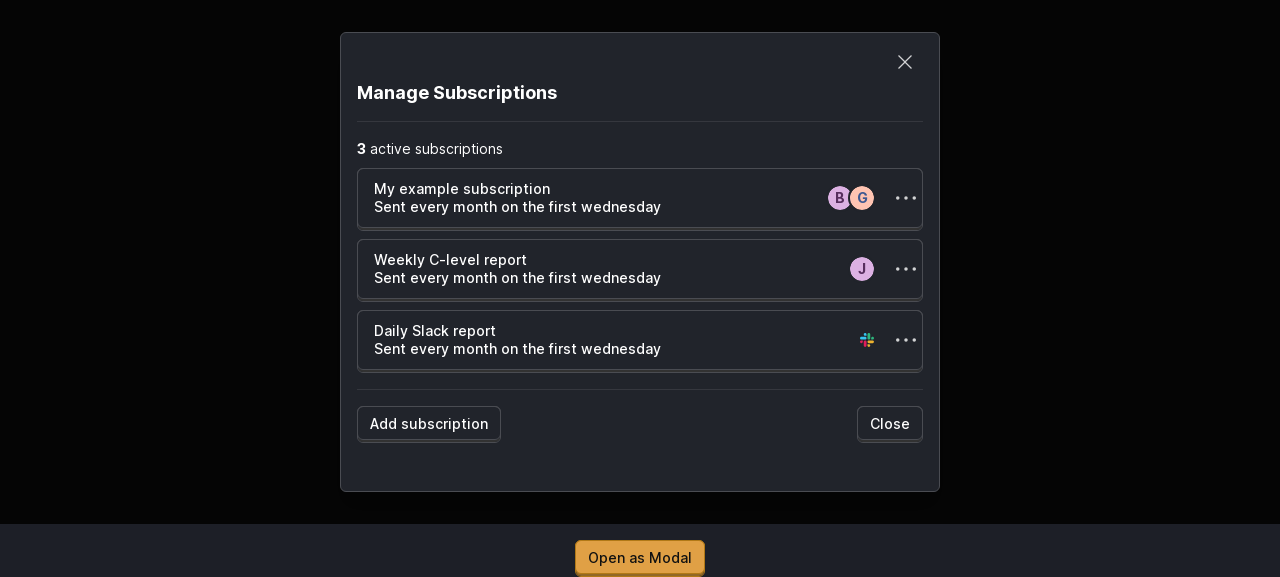 Manage Subscriptions
3 active subscriptions
My example subscription
Sent every month on the first wednesday
B G
Weekly C-level report
Sent every month on the first wednesday
J
Daily Slack report
Sent every month on the first wednesday
Add subscription
Close
Open as Modal